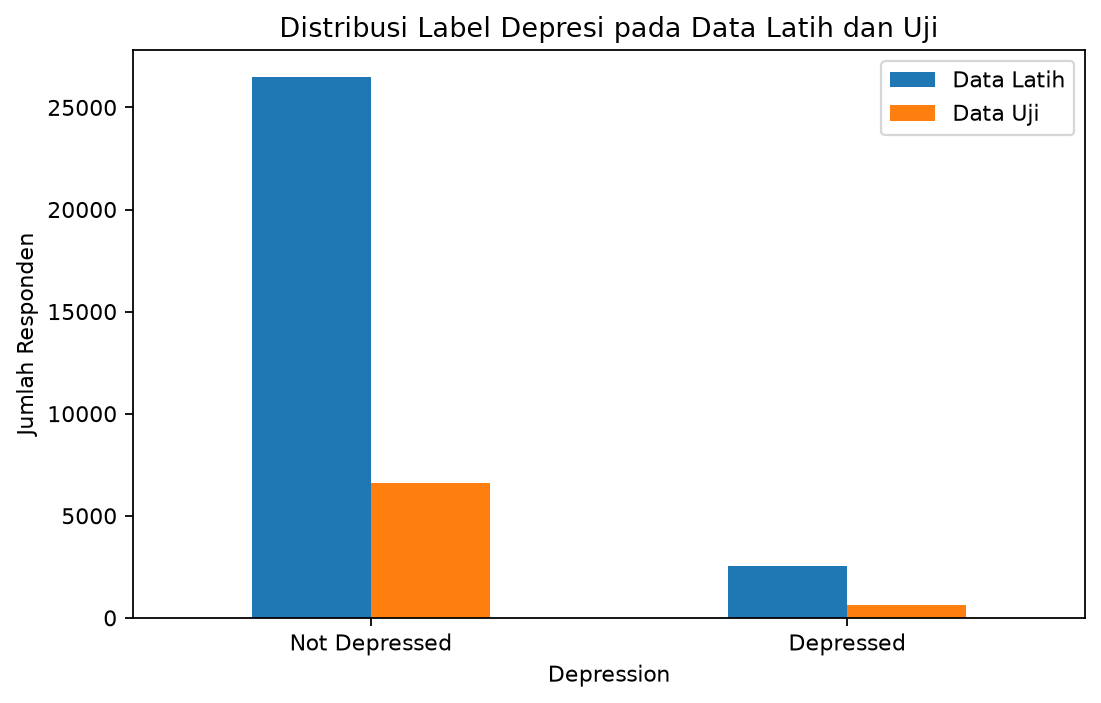 Distribusi Label Depresi pada Data Latih dan Uji
Data Latih
Data Uji
Jumlah Responden
25000
20000
15000
10000
5000
0
Not Depressed
Depressed
Depression